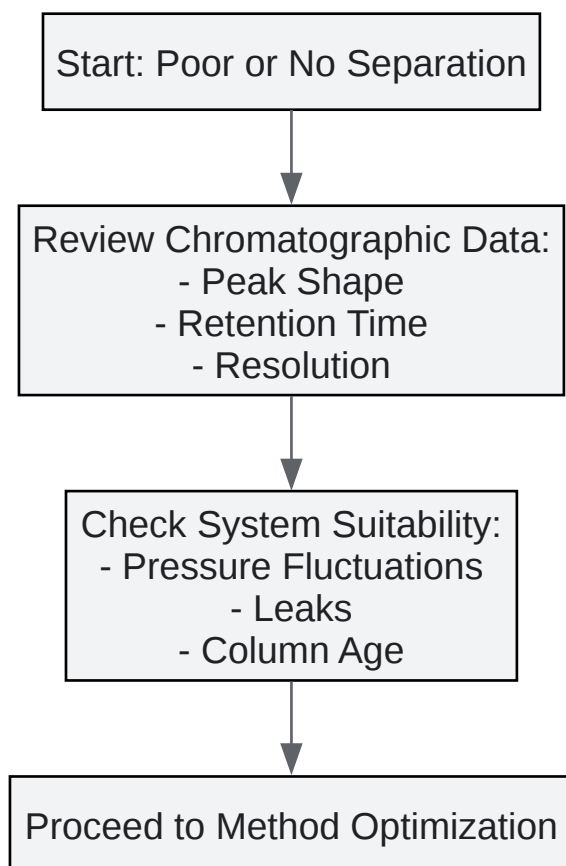 Start: Poor or No Separation
Review Chromatographic Data:
- Peak Shape
- Retention Time
- Resolution
Check System Suitability:
- Pressure Fluctuations
- Leaks
- Column Age
Proceed to Method Optimization